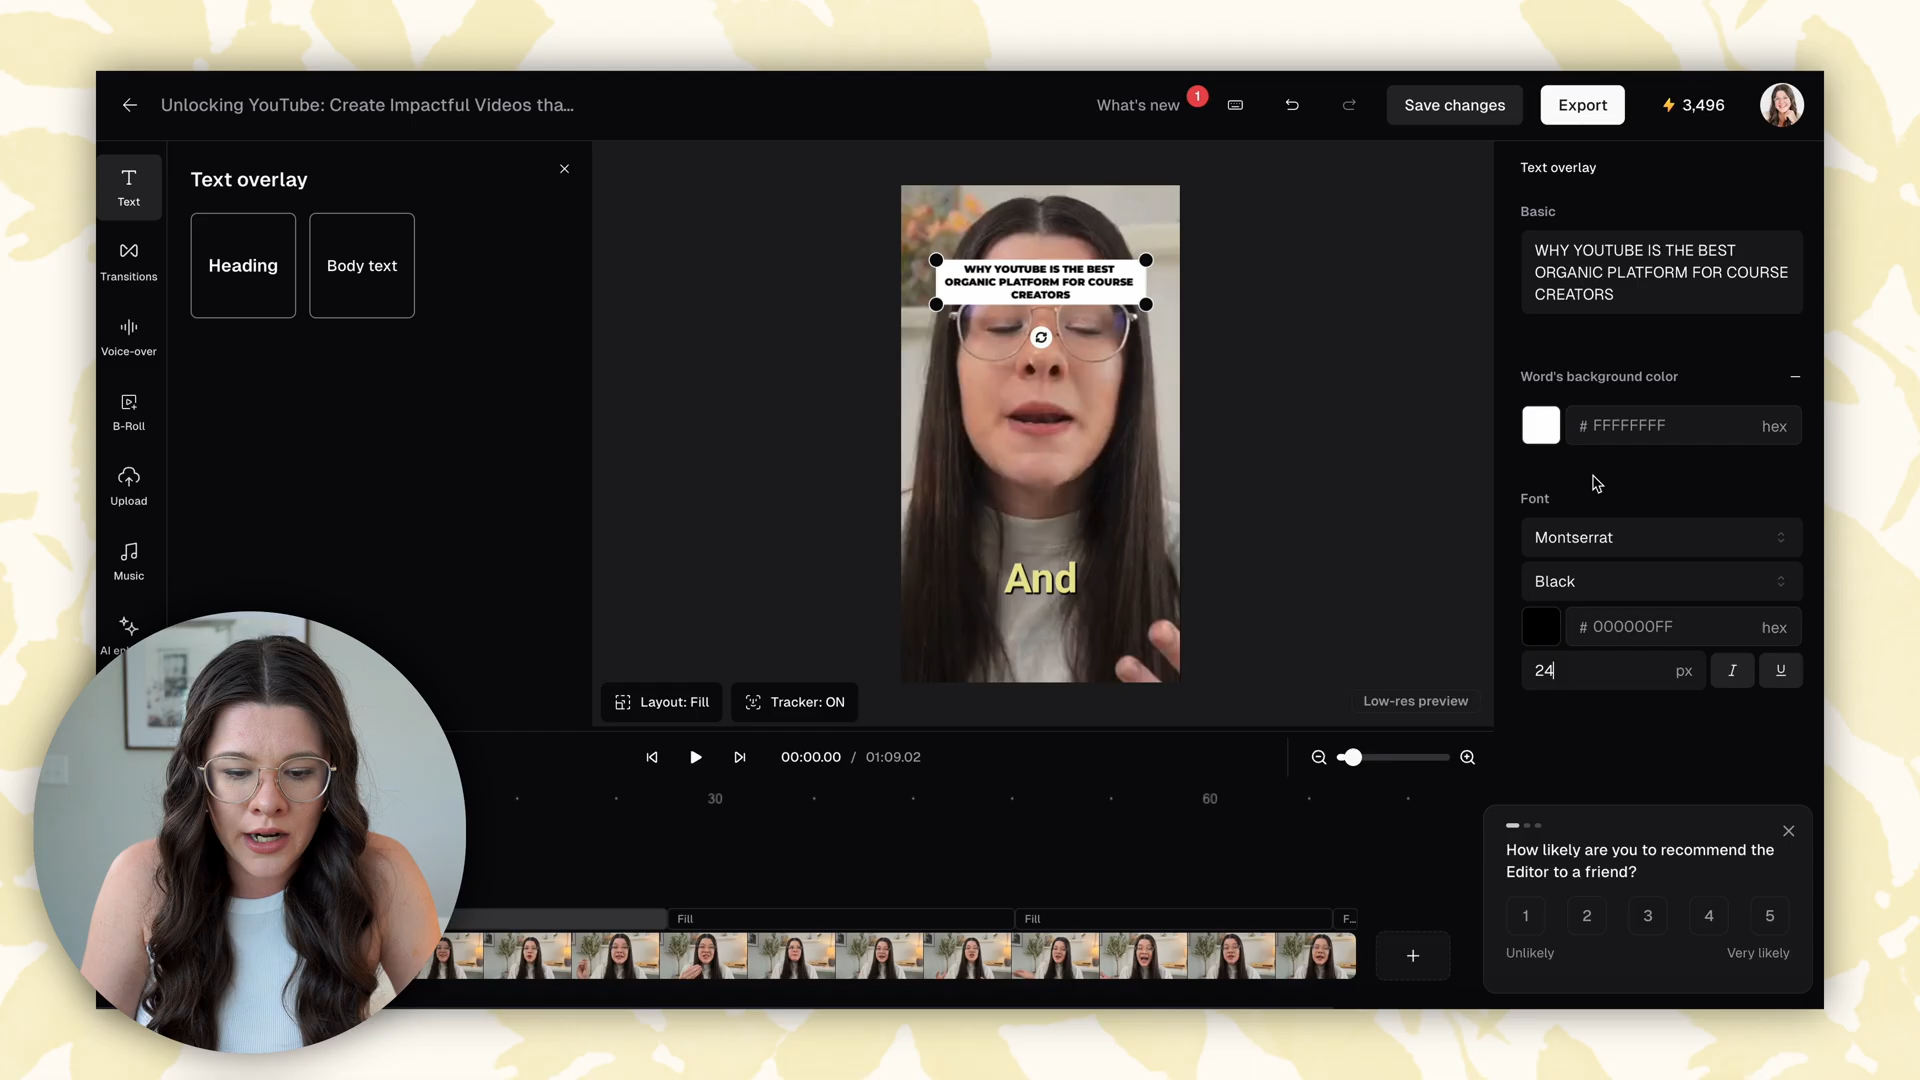 Unlocking YouTube: Create Impactful Videos tha...
What's new
1
Save changes
Export
3,496
Text
Transitions
Voice-over
B-Roll
Upload
Music
AI en
Text overlay
Heading
Body text
WHY YOUTUBE IS THE BEST
ORGANIC PLATFORM FOR COURSE
CREATORS
And
Layout: Fill
Tracker: ON
Low-res preview
Text overlay
Basic
WHY YOUTUBE IS THE BEST
ORGANIC PLATFORM FOR COURSE
CREATORS
Word's background color
# FFFFFFFF hex
Font
Montserrat
Black
# 000000FF hex
24 px I U
00:00.00 / 01:09.02
30 60
Fill Fill F...
How likely are you to recommend the
Editor to a friend?
1 2 3 4 5
Unlikely Very likely